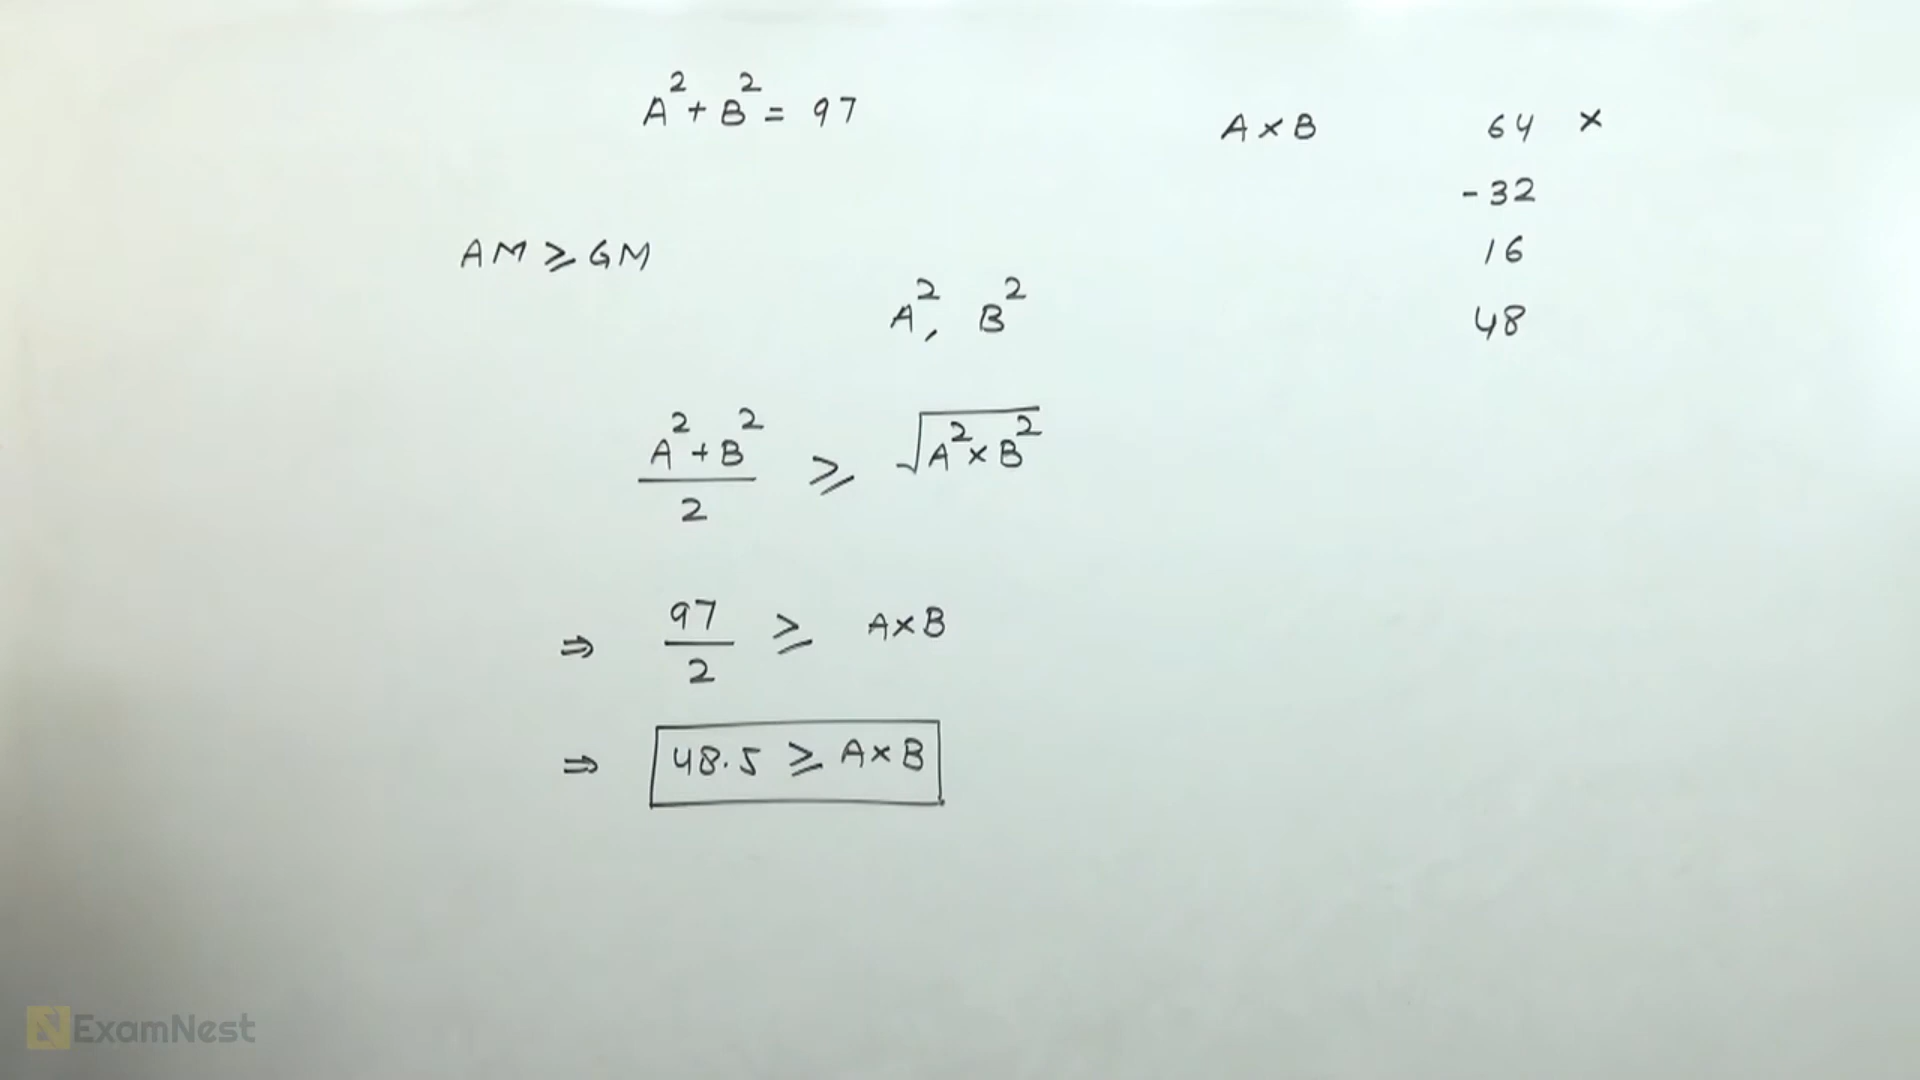 A² + B² = 97
A × B 64 ×
-32
16
48
AM ⩾ GM
A², B²
A² + B² / 2 ⩾ √A² × B²
⇒ 97 / 2 ⩾ A × B
⇒ 48.5 ⩾ A × B
ExamNest